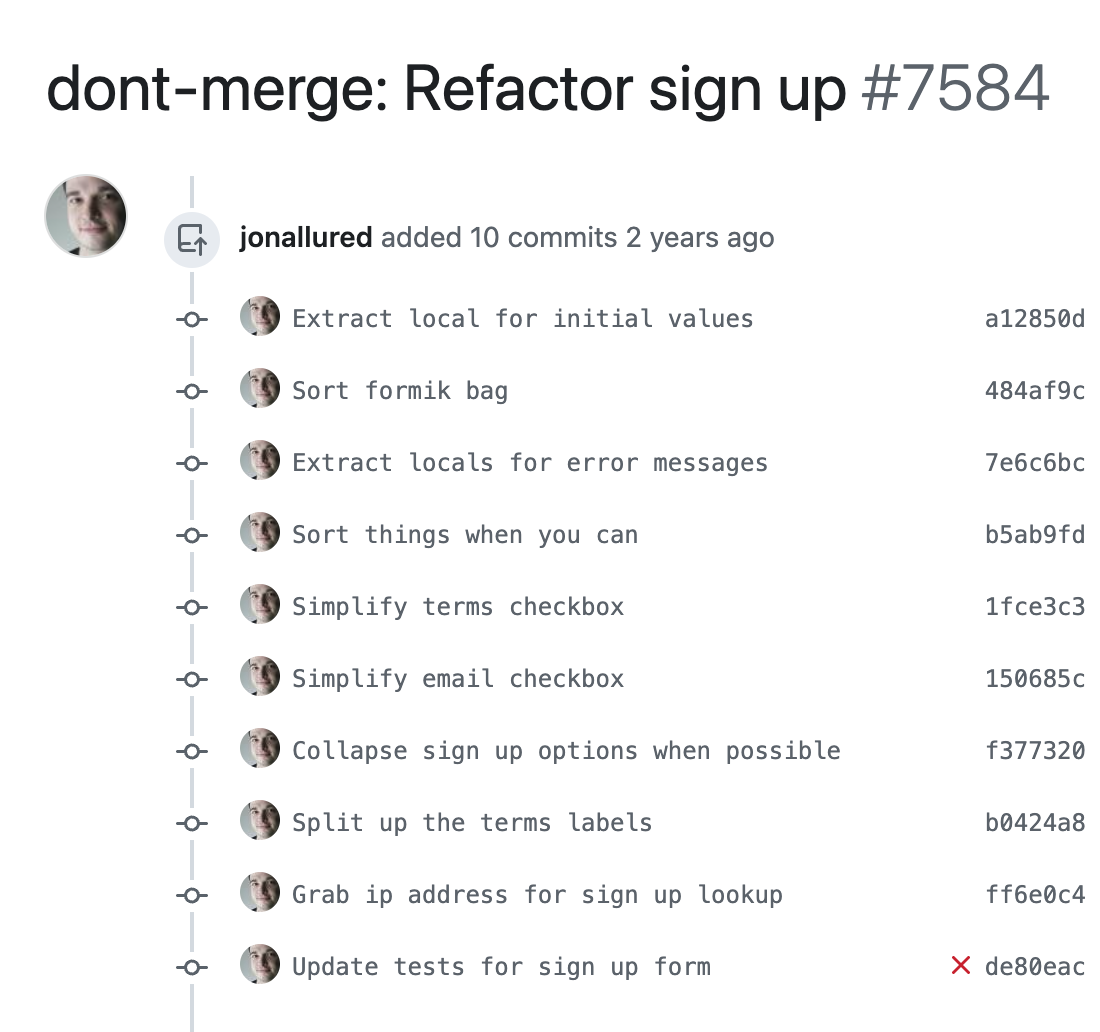 dont-merge: Refactor sign up #7584
jonallured added 10 commits 2 years ago
Extract local for initial values a12850d
Sort formik bag 484af9c
Extract locals for error messages 7e6c6bc
Sort things when you can b5ab9fd
Simplify terms checkbox 1fce3c3
Simplify email checkbox 150685c
Collapse sign up options when possible f377320
Split up the terms labels b0424a8
Grab ip address for sign up lookup ff6e0c4
Update tests for sign up form de80eac